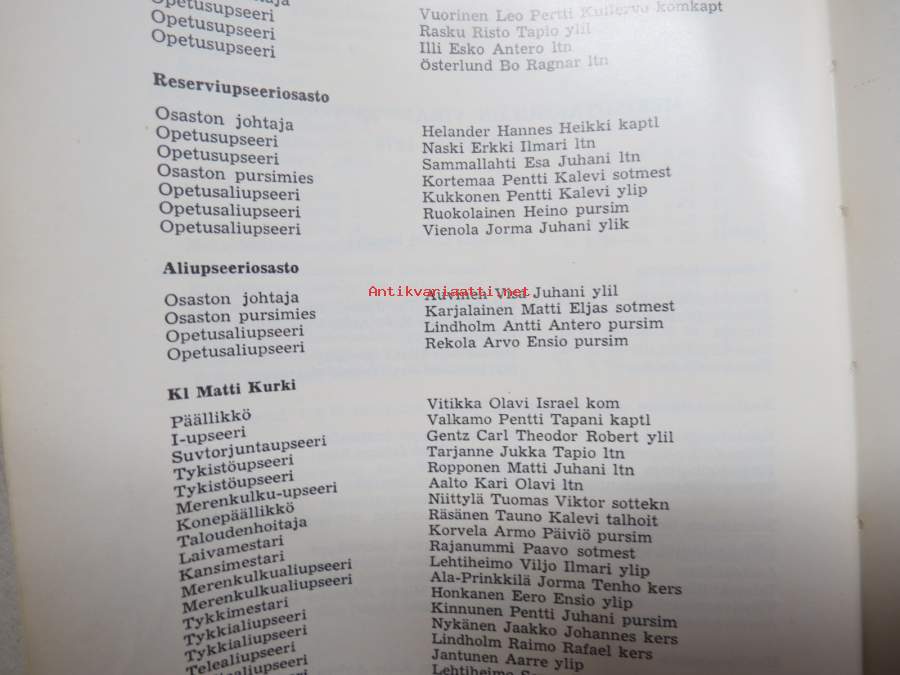 Opetusupseeri Vuorinen Leo Pertti Kullervo komkapt
Opetusupseeri Rasku Risto Tapio ylil
Opetusupseeri Illi Esko Antero ltn
Österlund Bo Ragnar ltn
Reserviupseeriosasto
Osaston johtaja Helander Hannes Heikki kaptl
Opetusupseeri Naski Erkki Ilmari ltn
Opetusupseeri Sammallahti Esa Juhani ltn
Osaston pursimies Kortemaa Pentti Kalevi sotmest
Opetusaliupseeri Kukkonen Pentti Kalevi ylip
Opetusaliupseeri Ruokolainen Heino pursim
Opetusaliupseeri Vienola Jorma Juhani ylik
Aliupseeriosasto
Antikvariaatti.net
Osaston johtaja Auvinen Visa Juhani ylil
Osaston pursimies Karjalainen Matti Eljas sotmest
Opetusaliupseeri Lindholm Antti Antero pursim
Opetusaliupseeri Rekola Arvo Ensio pursim
Kl Matti Kurki
Päällikkö Vitikka Olavi Israel kom
I-upseeri Valkamo Pentti Tapani kaptl
Suvtorjuntaupseeri Gentz Carl Theodor Robert ylil
Tykistöupseeri Tarjanne Jukka Tapio ltn
Tykistöupseeri Ropponen Matti Juhani ltn
Merenkulku-upseeri Aalto Kari Olavi ltn
Konepäällikkö Niittylä Tuomas Viktor sottekn
Taloudenhoitaja Räsänen Tauno Kalevi talhoit
Laivamestari Korvela Armo Päiviö pursim
Kansimestari Rajanummi Paavo sotmest
Merenkulkualiupseeri Lehtiheimo Viljo Ilmari ylip
Merenkulkualiupseeri Ala-Prinkkilä Jorma Tenho kers
Tykkimestari Honkanen Eero Ensio ylip
Tykkialiupseeri Kinnunen Pentti Juhani pursim
Tykkialiupseeri Nykänen Jaakko Johannes kers
Telealiupseeri Lindholm Raimo Rafael kers
Jantunen Aarre ylip
Lehtiheimo